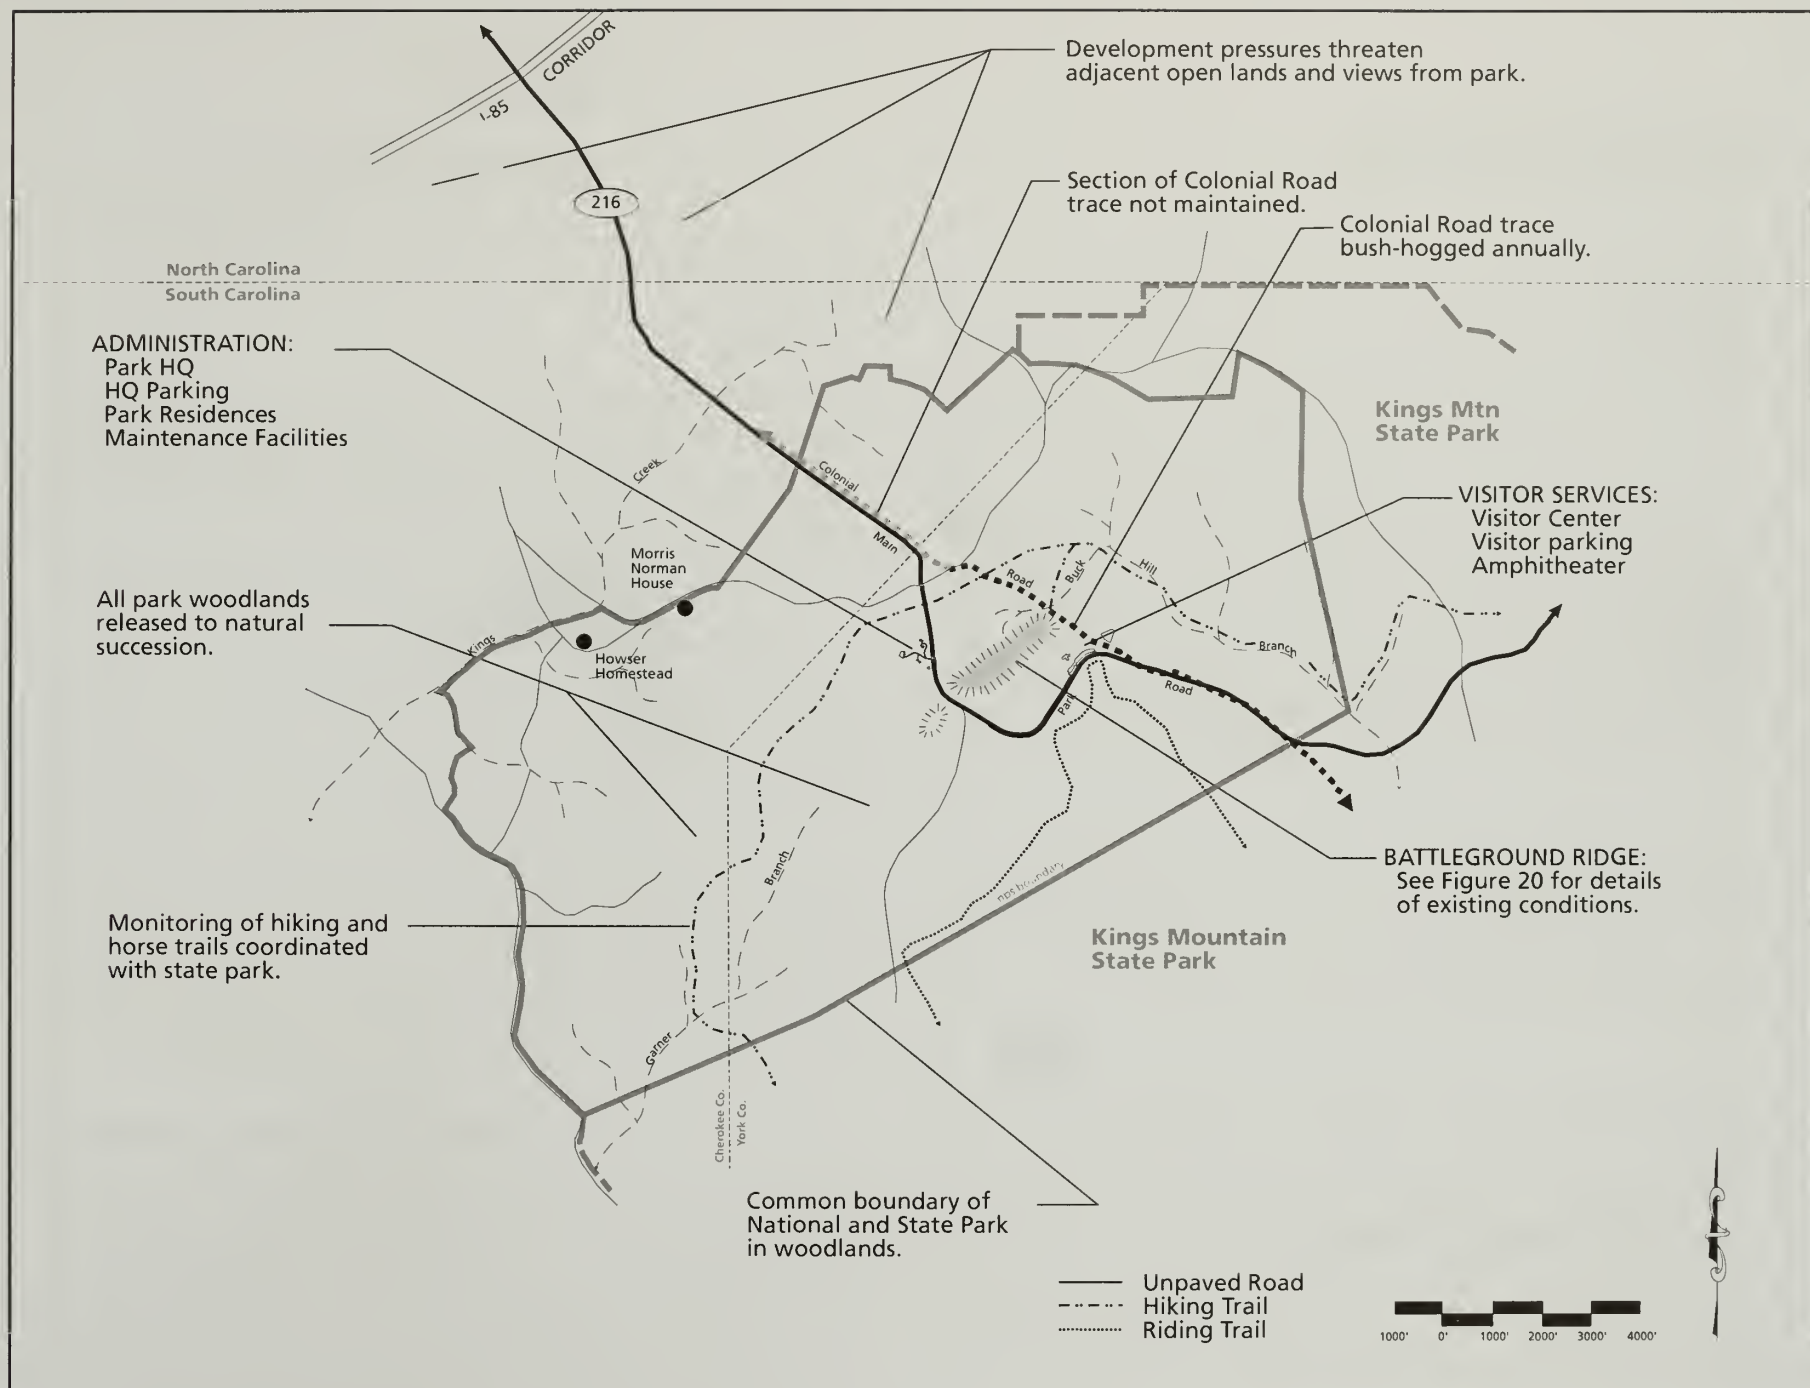 CORRIDOR
I-85
Development pressures threaten
adjacent open lands and views from park.
216
Section of Colonial Road
trace not maintained.
Colonial Road trace
bush-hogged annually.
North Carolina
South Carolina
ADMINISTRATION:
Park HQ
HQ Parking
Park Residences
Maintenance Facilities
Kings Mtn
State Park
Creek
Colonial
Main
VISITOR SERVICES:
Visitor Center
Visitor parking
Amphitheater
Morris
Norman
House
Road
Buck
Hill
All park woodlands
released to natural
succession.
Kings
Howser
Homestead
Branch
Road
Park
BATTLEGROUND RIDGE:
See Figure 20 for details
of existing conditions.
Branch
nps boundary
Monitoring of hiking and
horse trails coordinated
with state park.
Kings Mountain
State Park
Garner
Cherokee Co.
York Co.
Common boundary of
National and State Park
in woodlands.
Unpaved Road
Hiking Trail
Riding Trail
1000' 0' 1000' 2000' 3000' 4000'